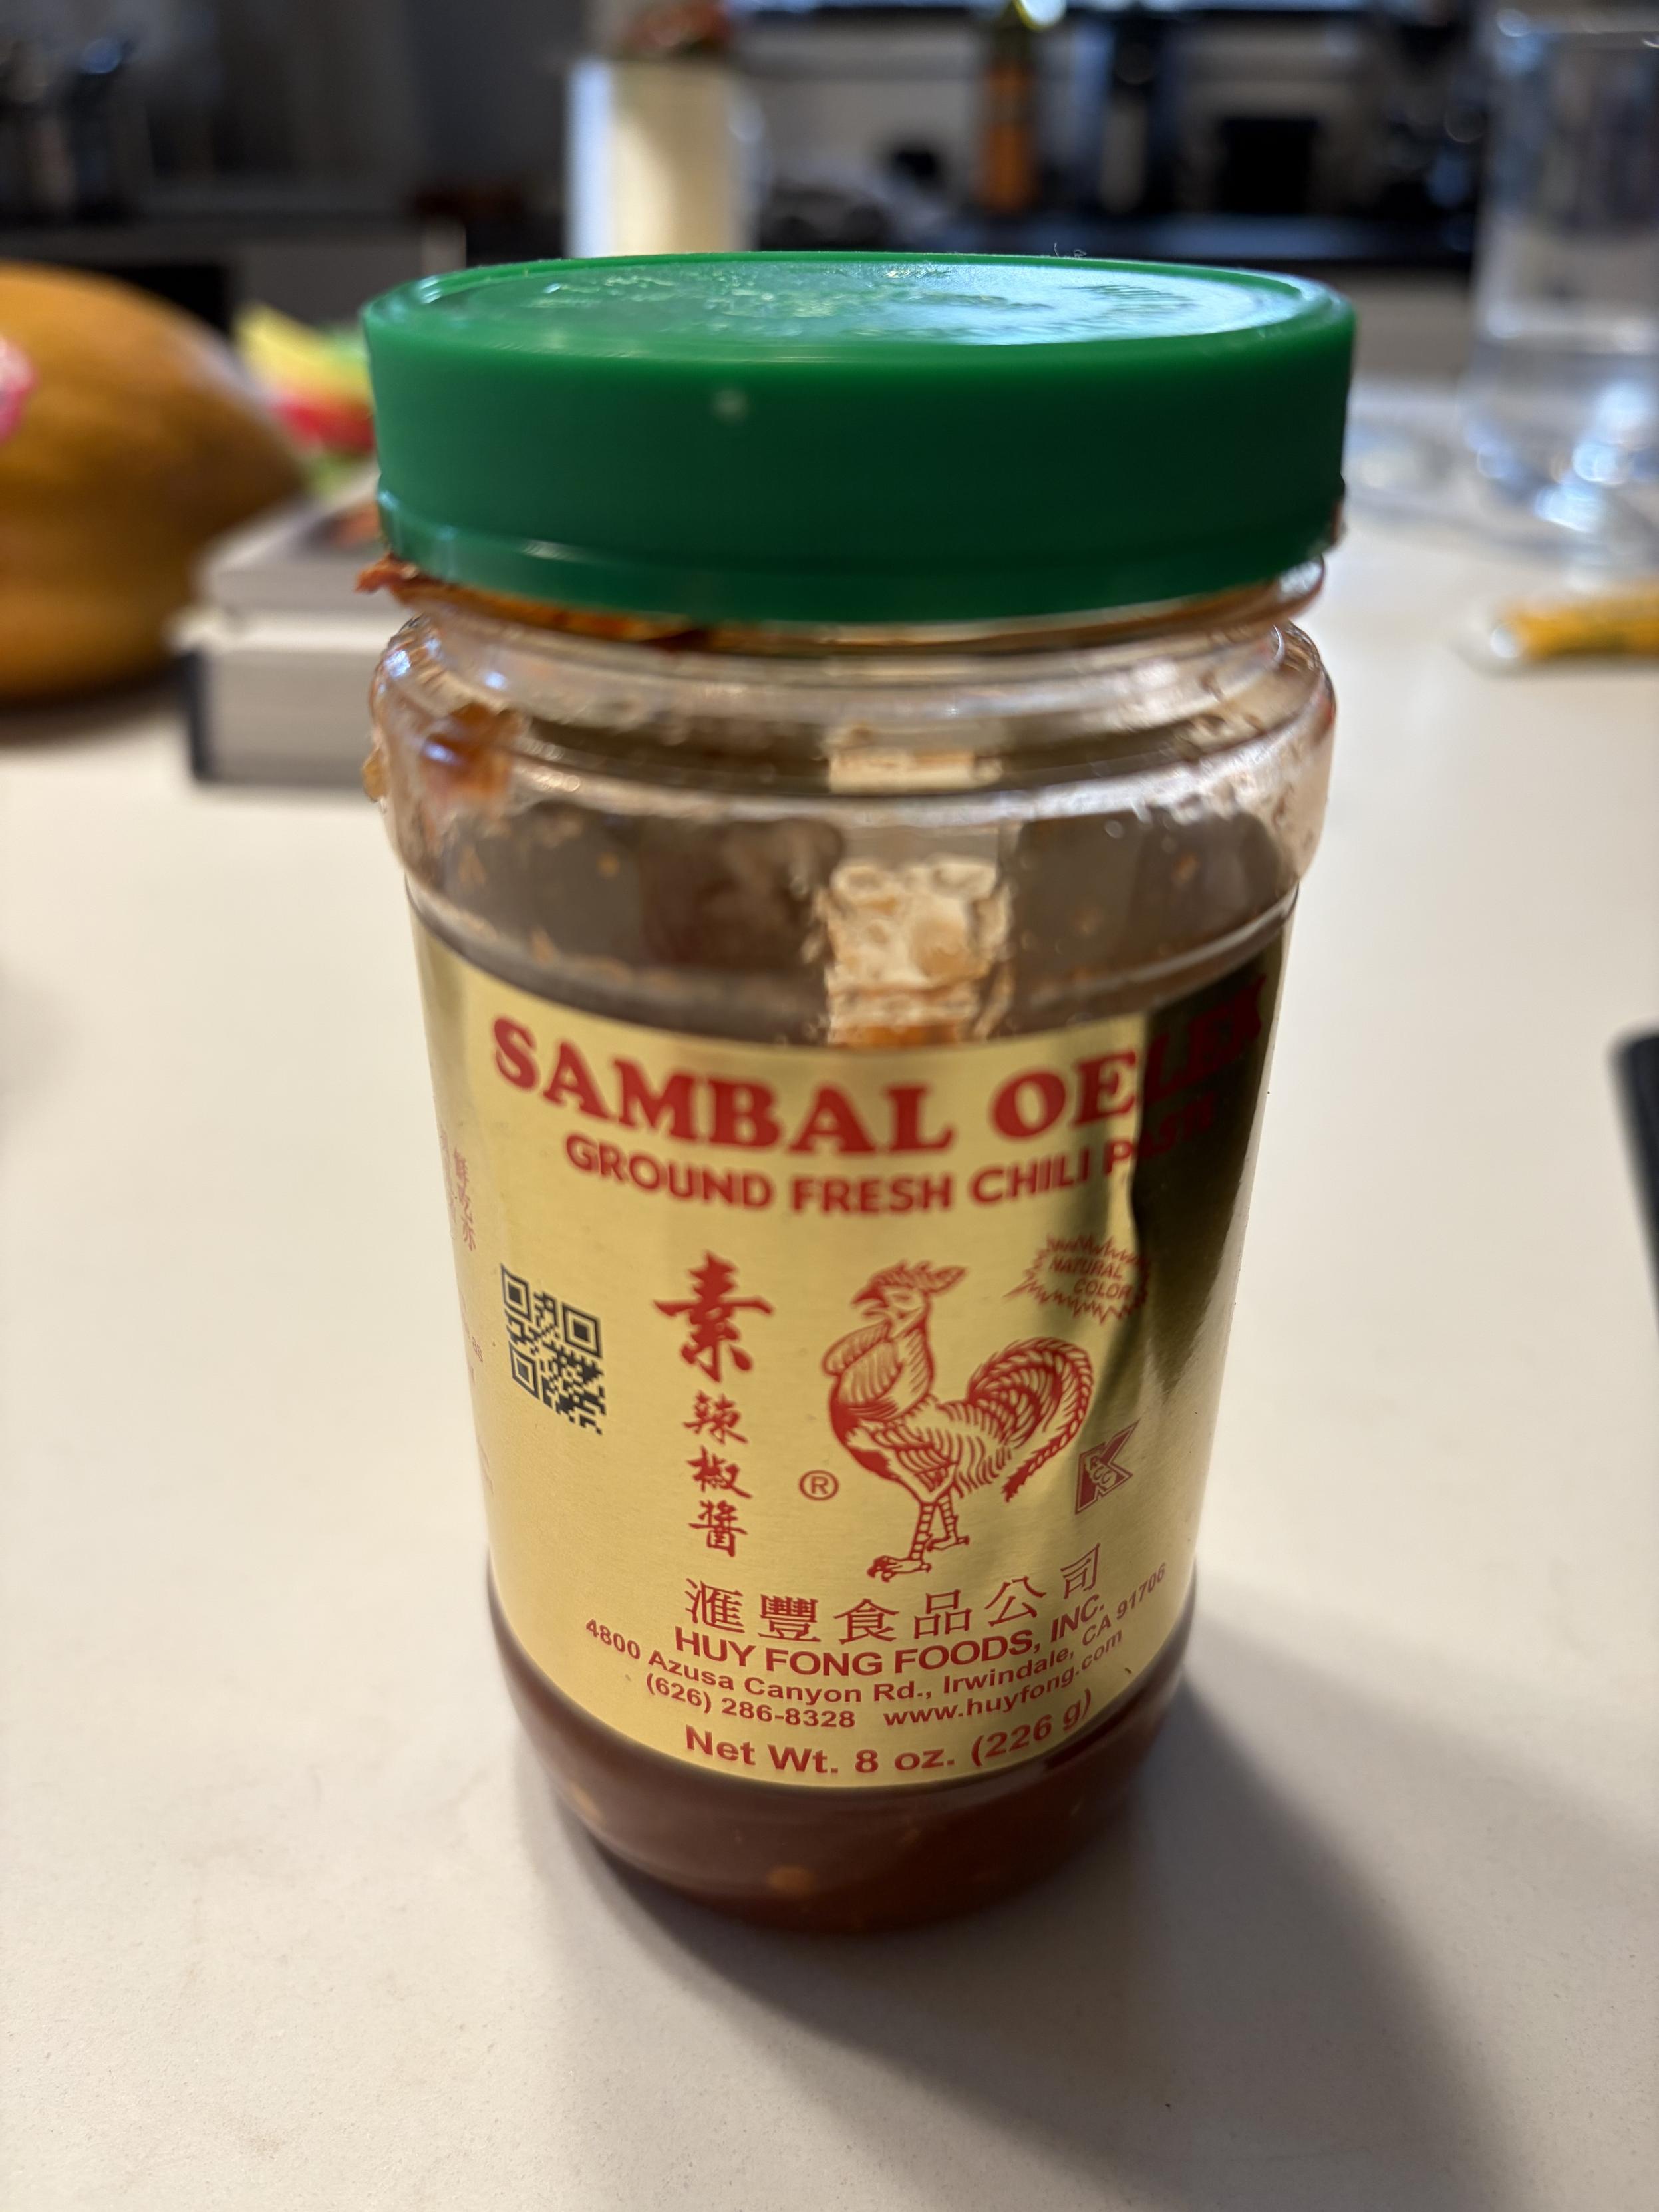 SAMBAL OELEK
GROUND FRESH CHILI PASTE
NATURAL
COLOR
素
辣
椒
醬
®
K
滙豐食品公司
HUY FONG FOODS, INC.
4800 Azusa Canyon Rd., Irwindale, CA 91706
(626) 286-8328 www.huyfong.com
Net Wt. 8 oz. (226 g)